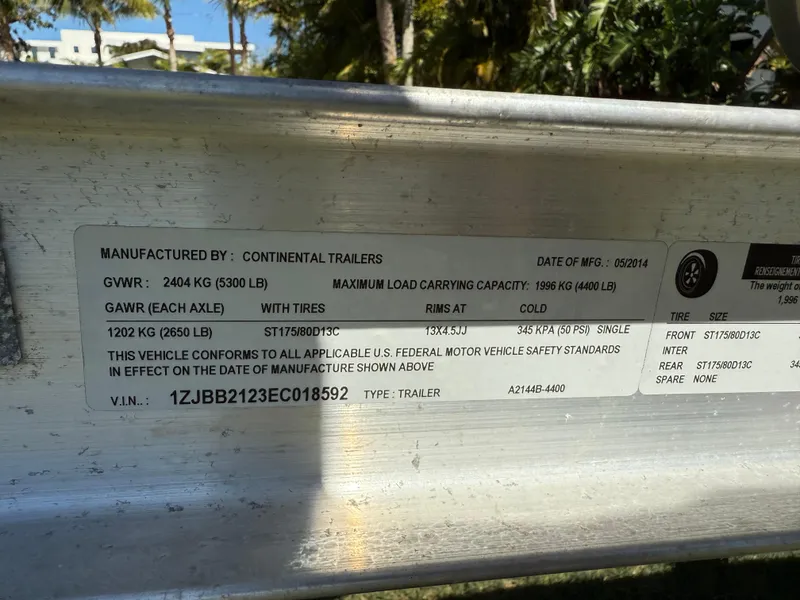 MANUFACTURED BY : CONTINENTAL TRAILERS DATE OF MFG. : 05/2014
GVWR : 2404 KG (5300 LB) MAXIMUM LOAD CARRYING CAPACITY: 1996 KG (4400 LB)
GAWR (EACH AXLE) WITH TIRES RIMS AT COLD
1202 KG (2650 LB) ST175/80D13C 13X4.5JJ 345 KPA (50 PSI) SINGLE
THIS VEHICLE CONFORMS TO ALL APPLICABLE U.S. FEDERAL MOTOR VEHICLE SAFETY STANDARDS
IN EFFECT ON THE DATE OF MANUFACTURE SHOWN ABOVE
V.I.N.. : 1ZJBB2123EC018592 TYPE : TRAILER A2144B-4400
TIR
RENSEIGNEMENT
The weight o
1,996
TIRE SIZE
FRONT ST175/80D13C
INTER
REAR ST175/80D13C 34
SPARE NONE